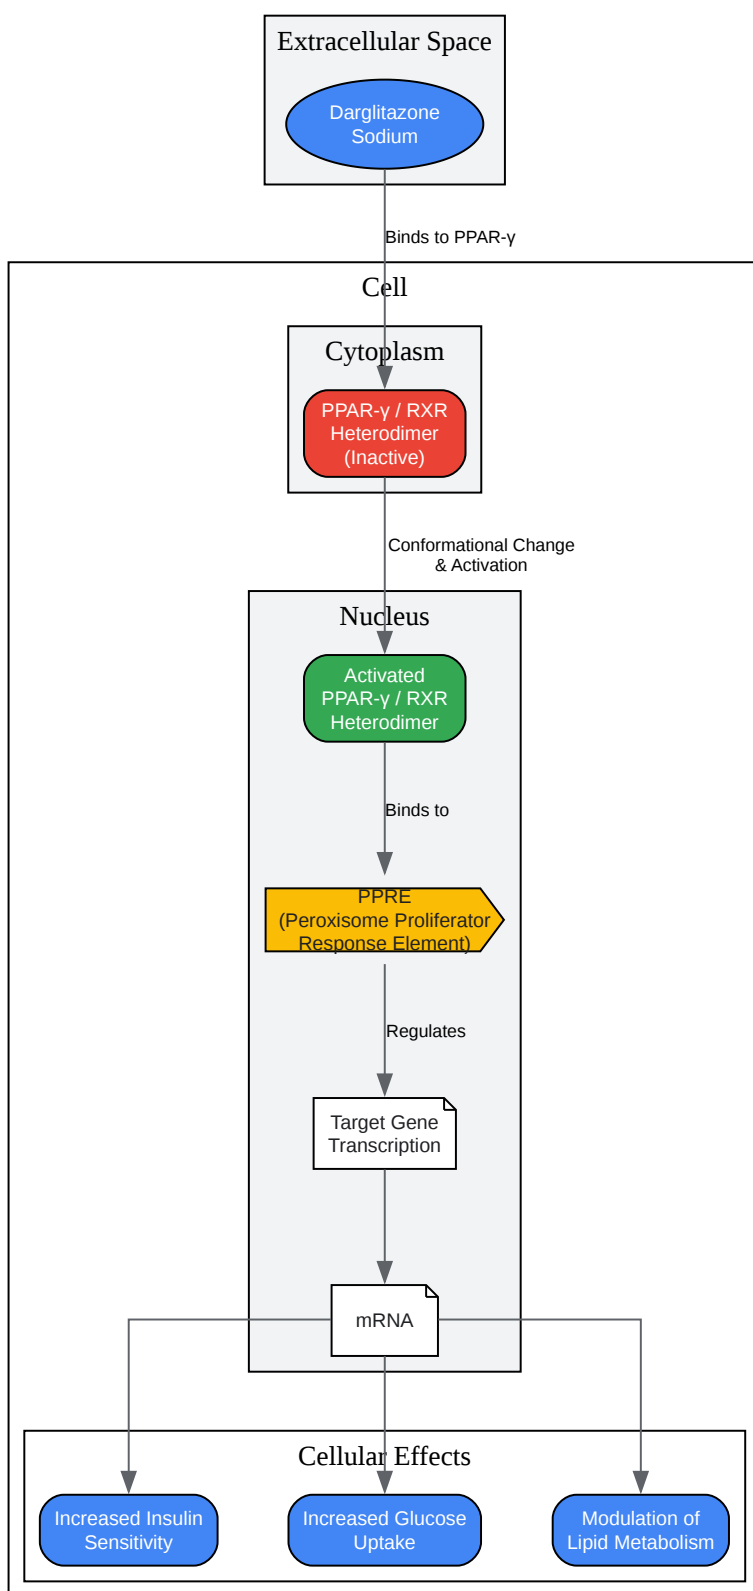 Extracellular Space
Darglitazone
Sodium
Binds to PPAR-γ
Cell
Cytoplasm
PPAR-γ / RXR
Heterodimer
(Inactive)
Conformational Change
& Activation
Nucleus
Activated
PPAR-γ / RXR
Heterodimer
Binds to
PPRE
(Peroxisome Proliferator
Response Element)
Regulates
Target Gene
Transcription
mRNA
Cellular Effects
Increased Insulin
Sensitivity
Increased Glucose
Uptake
Modulation of
Lipid Metabolism